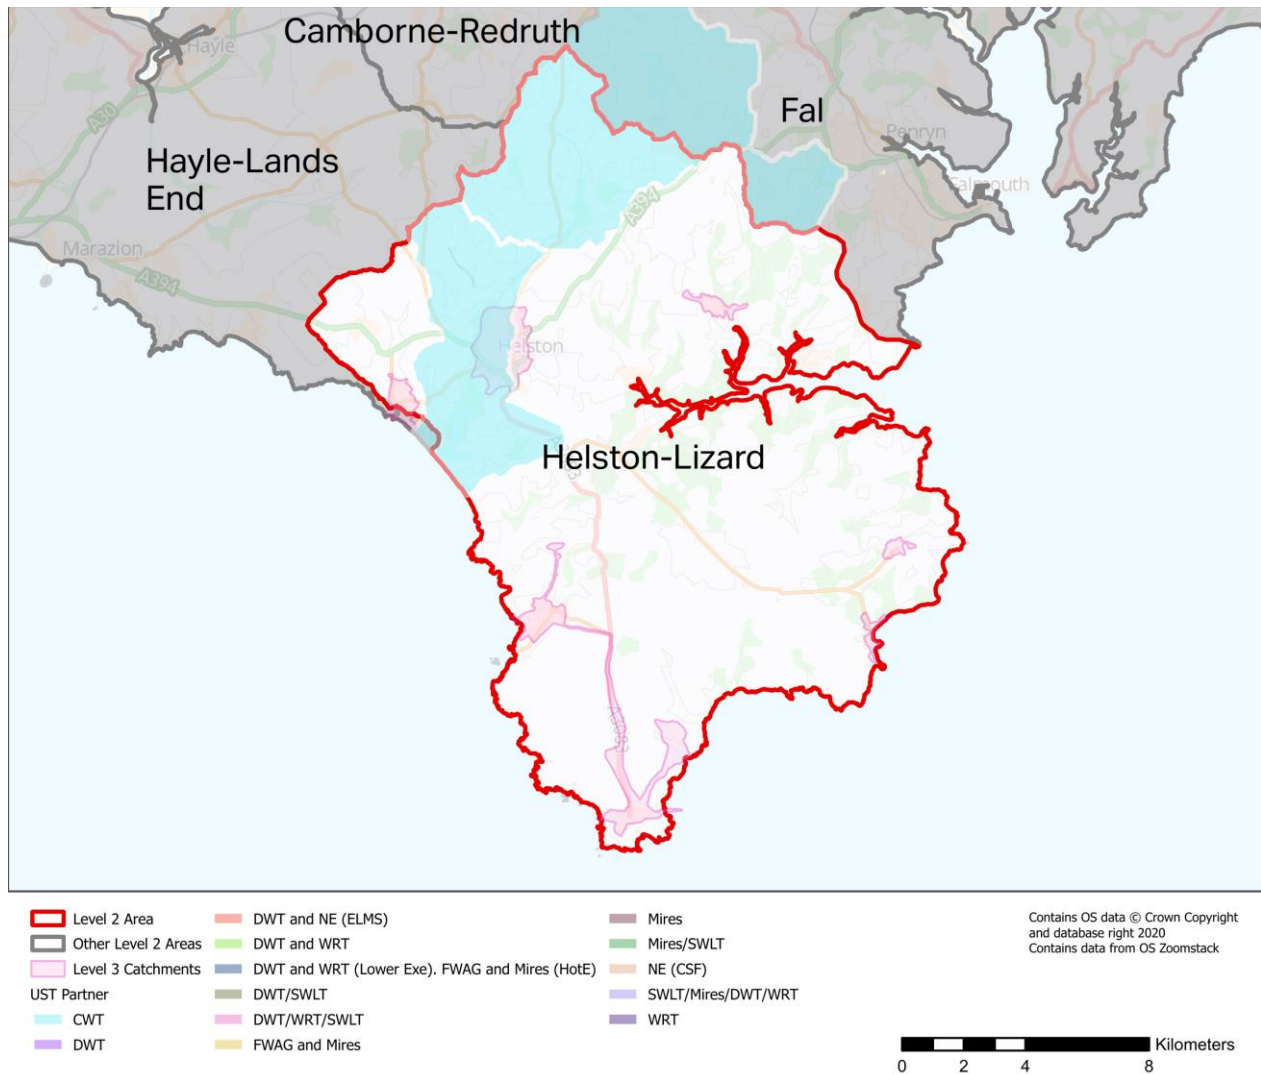 Camborne-Redruth
Hayle
A30
Fal
Penryn
Hayle-Lands
End
Falmouth
A394
Marazion
A394
Helston
Helston-Lizard
A3083
Level 2 Area
Other Level 2 Areas
Level 3 Catchments
UST Partner
CWT
DWT
DWT and NE (ELMS)
DWT and WRT
DWT and WRT (Lower Exe). FWAG and Mires (HotE)
DWT/SWLT
DWT/WRT/SWLT
FWAG and Mires
Mires
Mires/SWLT
NE (CSF)
SWLT/Mires/DWT/WRT
WRT
Contains OS data © Crown Copyright
and database right 2020
Contains data from OS Zoomstack
Kilometers
0 2 4 8